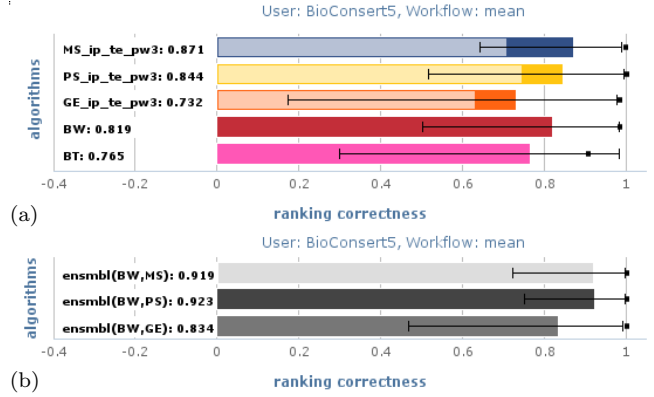 User: BioConsert5, Workflow: mean
algorithms
MS_ip_te_pw3: 0.871
PS_ip_te_pw3: 0.844
GE_ip_te_pw3: 0.732
BW: 0.819
BT: 0.765
-0.4 -0.2 0 0.2 0.4 0.6 0.8 1
(a)
ranking correctness
User: BioConsert5, Workflow: mean
algorithms
ensmbl(BW,MS): 0.919
ensmbl(BW,PS): 0.923
ensmbl(BW,GE): 0.834
-0.4 -0.2 0 0.2 0.4 0.6 0.8 1
(b)
ranking correctness